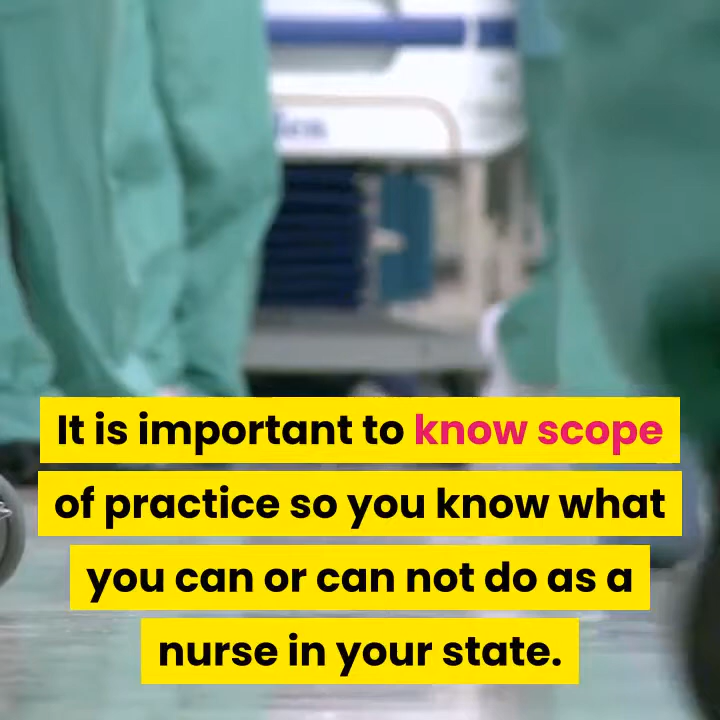 It is important to know scope
of practice so you know what
you can or can not do as a
nurse in your state.